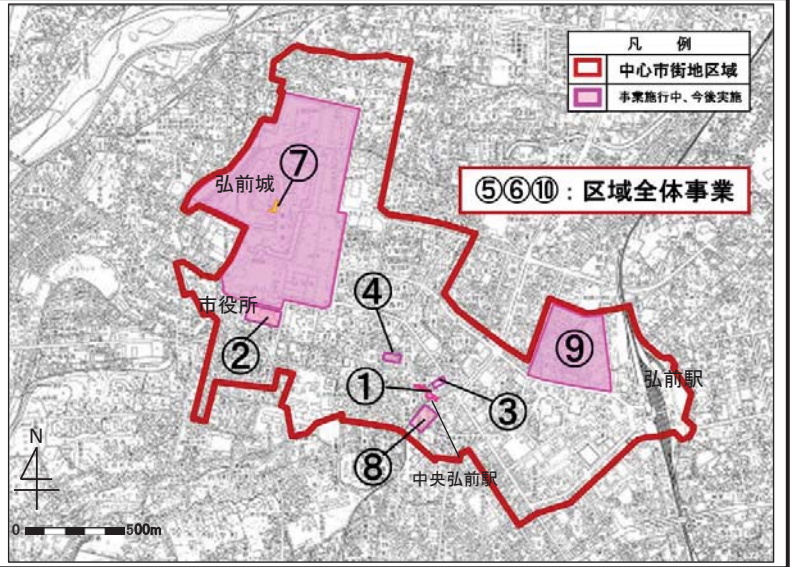 凡 例
中心市街地区域
事業施行中、今後実施
⑤⑥⑩：区域全体事業
⑦
弘前城
④
市役所
②
⑨
弘前駅
①
③
⑧
中央弘前駅
N
0 500m